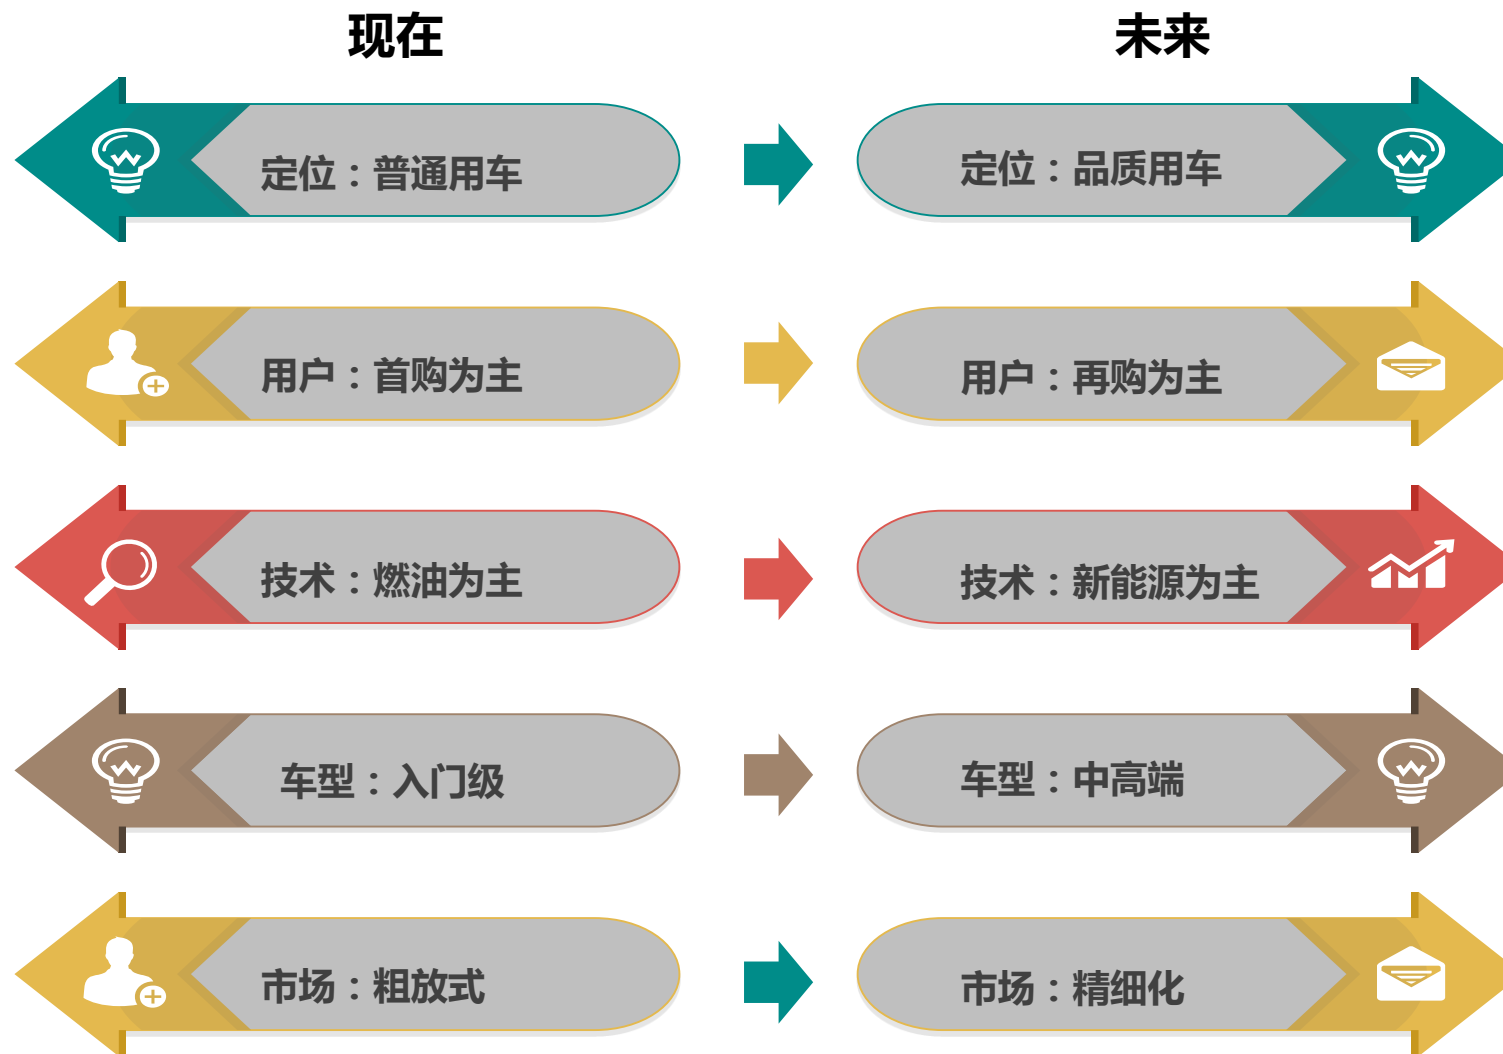 现在
未来
定位：普通用车
定位：品质用车
用户：首购为主
用户：再购为主
技术：燃油为主
技术：新能源为主
车型：入门级
车型：中高端
市场：粗放式
市场：精细化